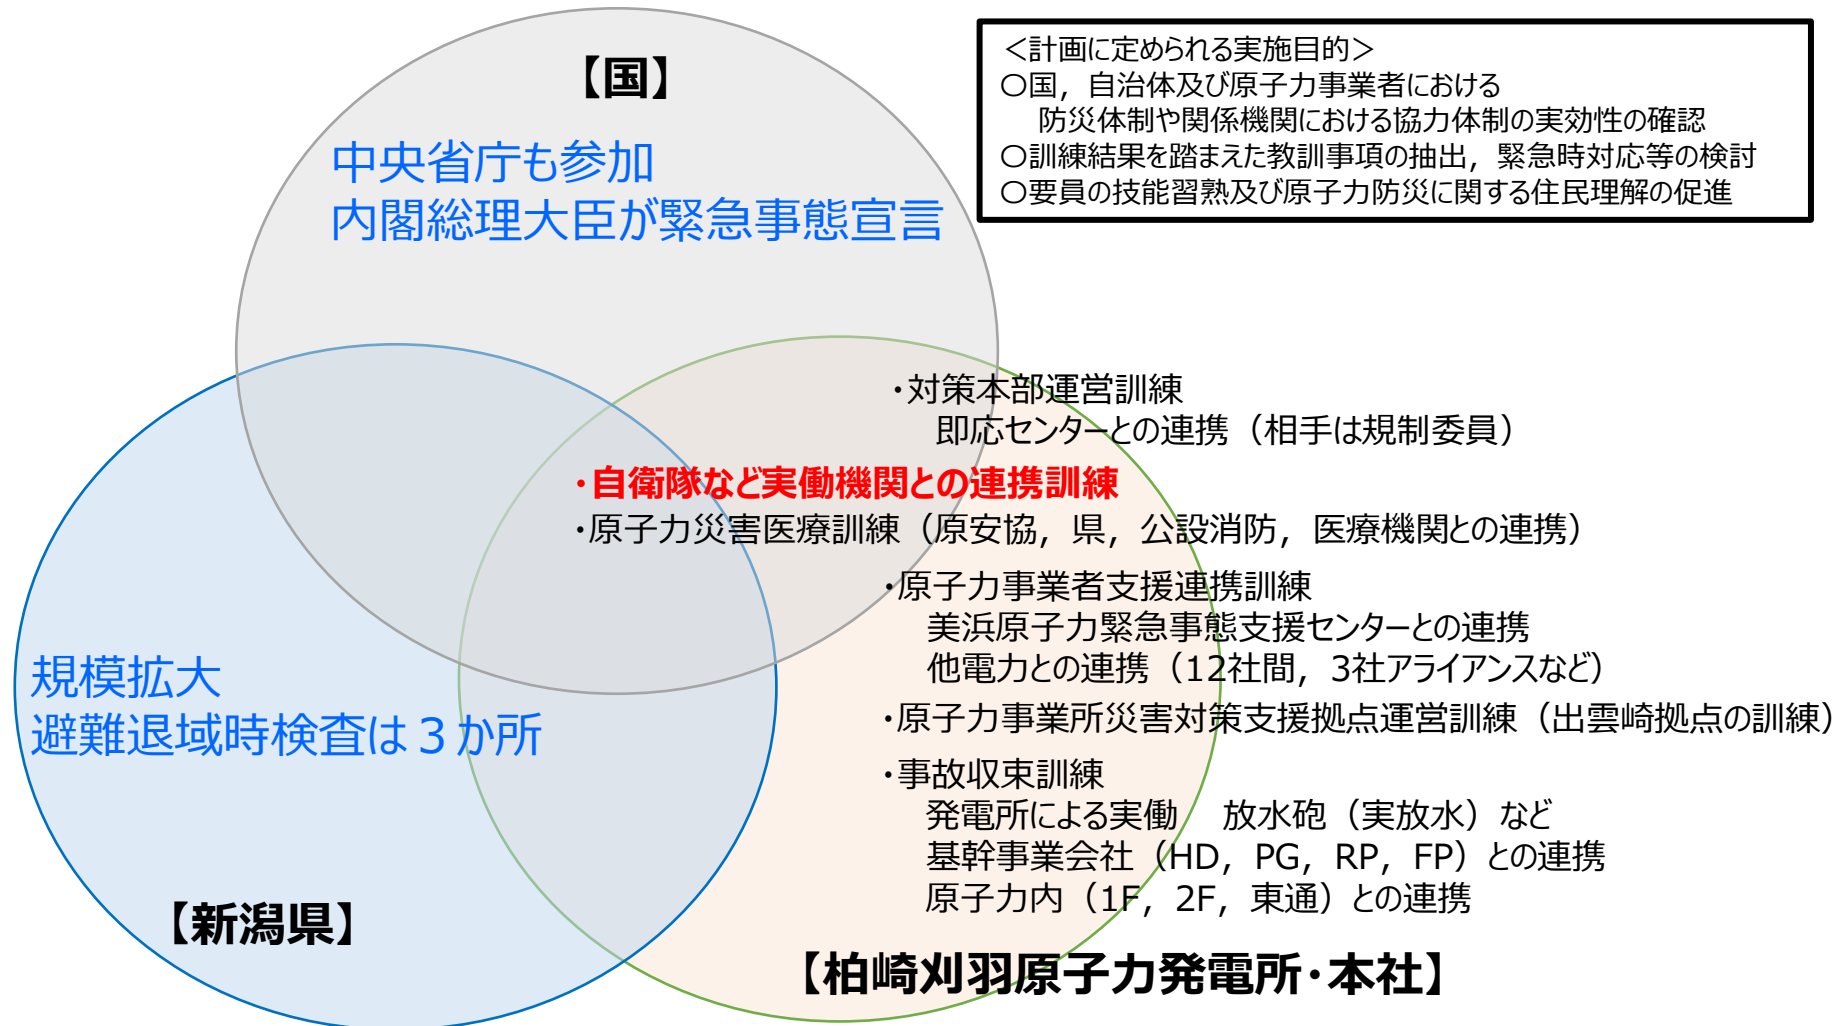 【国】
中央省庁も参加
内閣総理大臣が緊急事態宣言
＜計画に定められる実施目的＞
〇国，自治体及び原子力事業者における
防災体制や関係機関における協力体制の実効性の確認
〇訓練結果を踏まえた教訓事項の抽出，緊急時対応等の検討
〇要員の技能習熟及び原子力防災に関する住民理解の促進
・対策本部運営訓練
即応センターとの連携（相手は規制委員）
・自衛隊など実働機関との連携訓練
・原子力災害医療訓練（原安協，県，公設消防，医療機関との連携）
・原子力事業者支援連携訓練
美浜原子力緊急事態支援センターとの連携
他電力との連携（12社間，3社アライアンスなど）
・原子力事業所災害対策支援拠点運営訓練（出雲崎拠点の訓練）
・事故収束訓練
発電所による実働　放水砲（実放水）など
基幹事業会社（HD，PG，RP，FP）との連携
原子力内（1F，2F，東通）との連携
規模拡大
避難退域時検査は３か所
【新潟県】
【柏崎刈羽原子力発電所・本社】